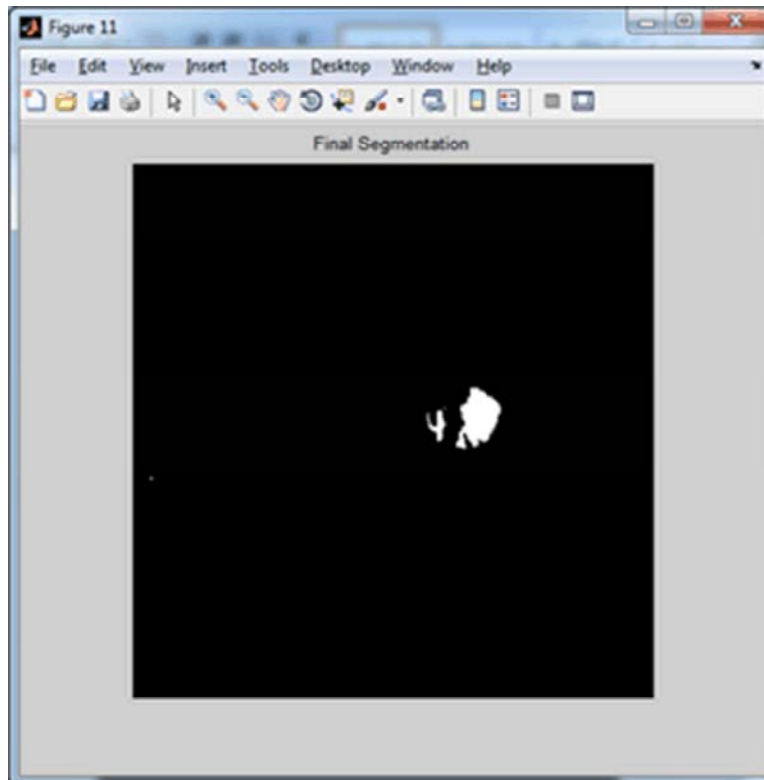 Figure 11
File Edit View Insert Tools Desktop Window Help
Final Segmentation